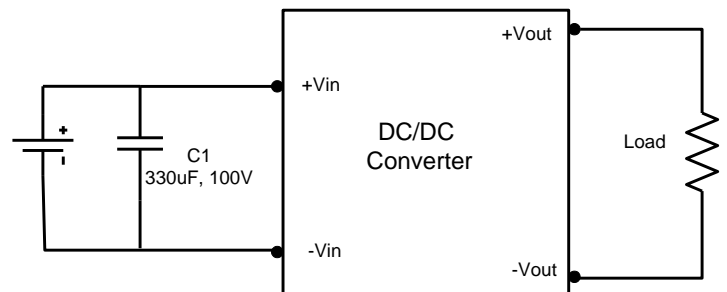 +Vout
+Vin
DC/DC
Converter
Load
+
-
C1
330uF, 100V
-Vin
-Vout